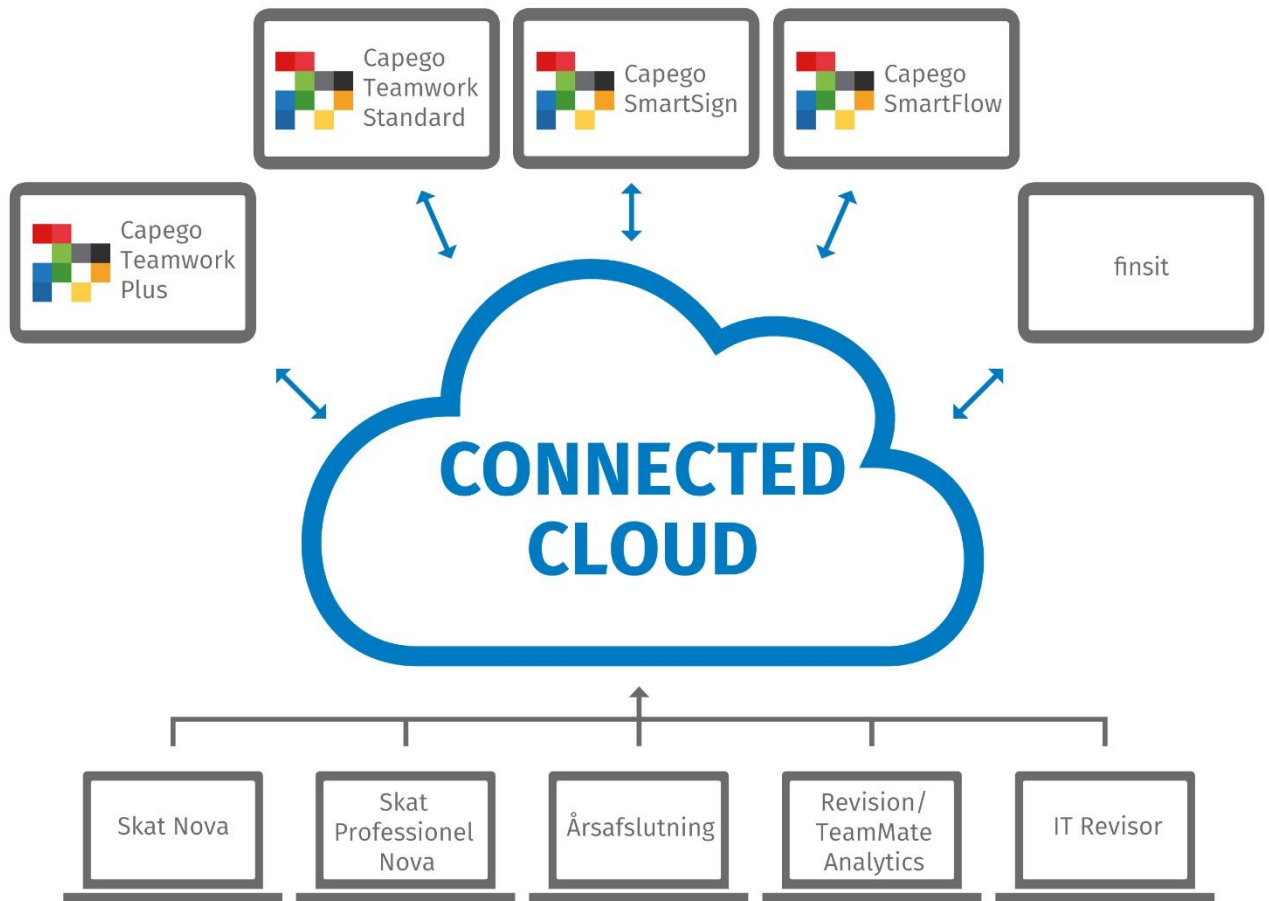 Capego
Teamwork
Standard
Capego
SmartSign
Capego
SmartFlow
Capego
Teamwork
Plus
finsit
CONNECTED
CLOUD
Skat Nova
Skat
Professionel
Nova
Årsafslutning
Revision/
TeamMate
Analytics
IT Revisor